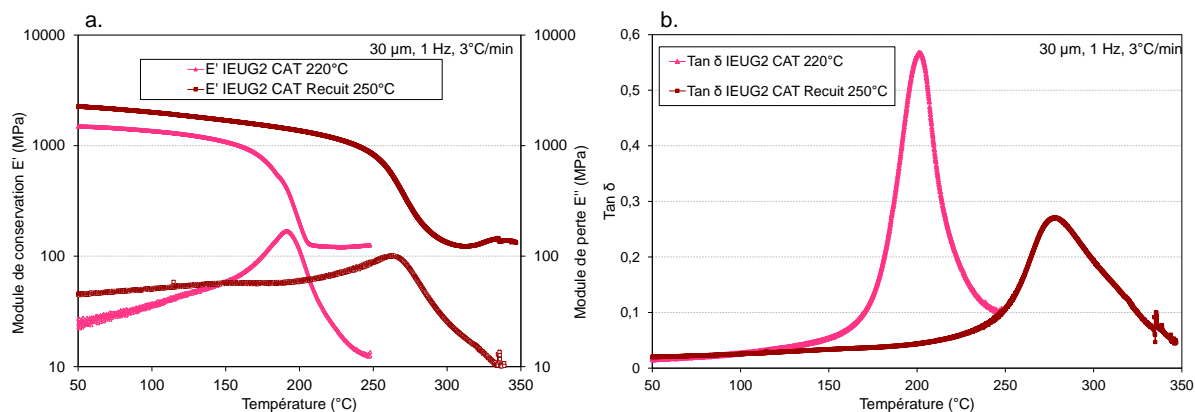 a.
30 µm, 1 Hz, 3°C/min
E' IEUG2 CAT 220°C
E' IEUG2 CAT Recuit 250°C
Module de conservation E' (MPa)
10000
1000
100
10
Module de perte E'' (MPa)
10000
1000
100
10
50 100 150 200 250 300 350
Température (°C)
b.
30 µm, 1 Hz, 3°C/min
Tan δ IEUG2 CAT 220°C
Tan δ IEUG2 CAT Recuit 250°C
Tan δ
0,6
0,5
0,4
0,3
0,2
0,1
0
50 100 150 200 250 300 350
Température (°C)